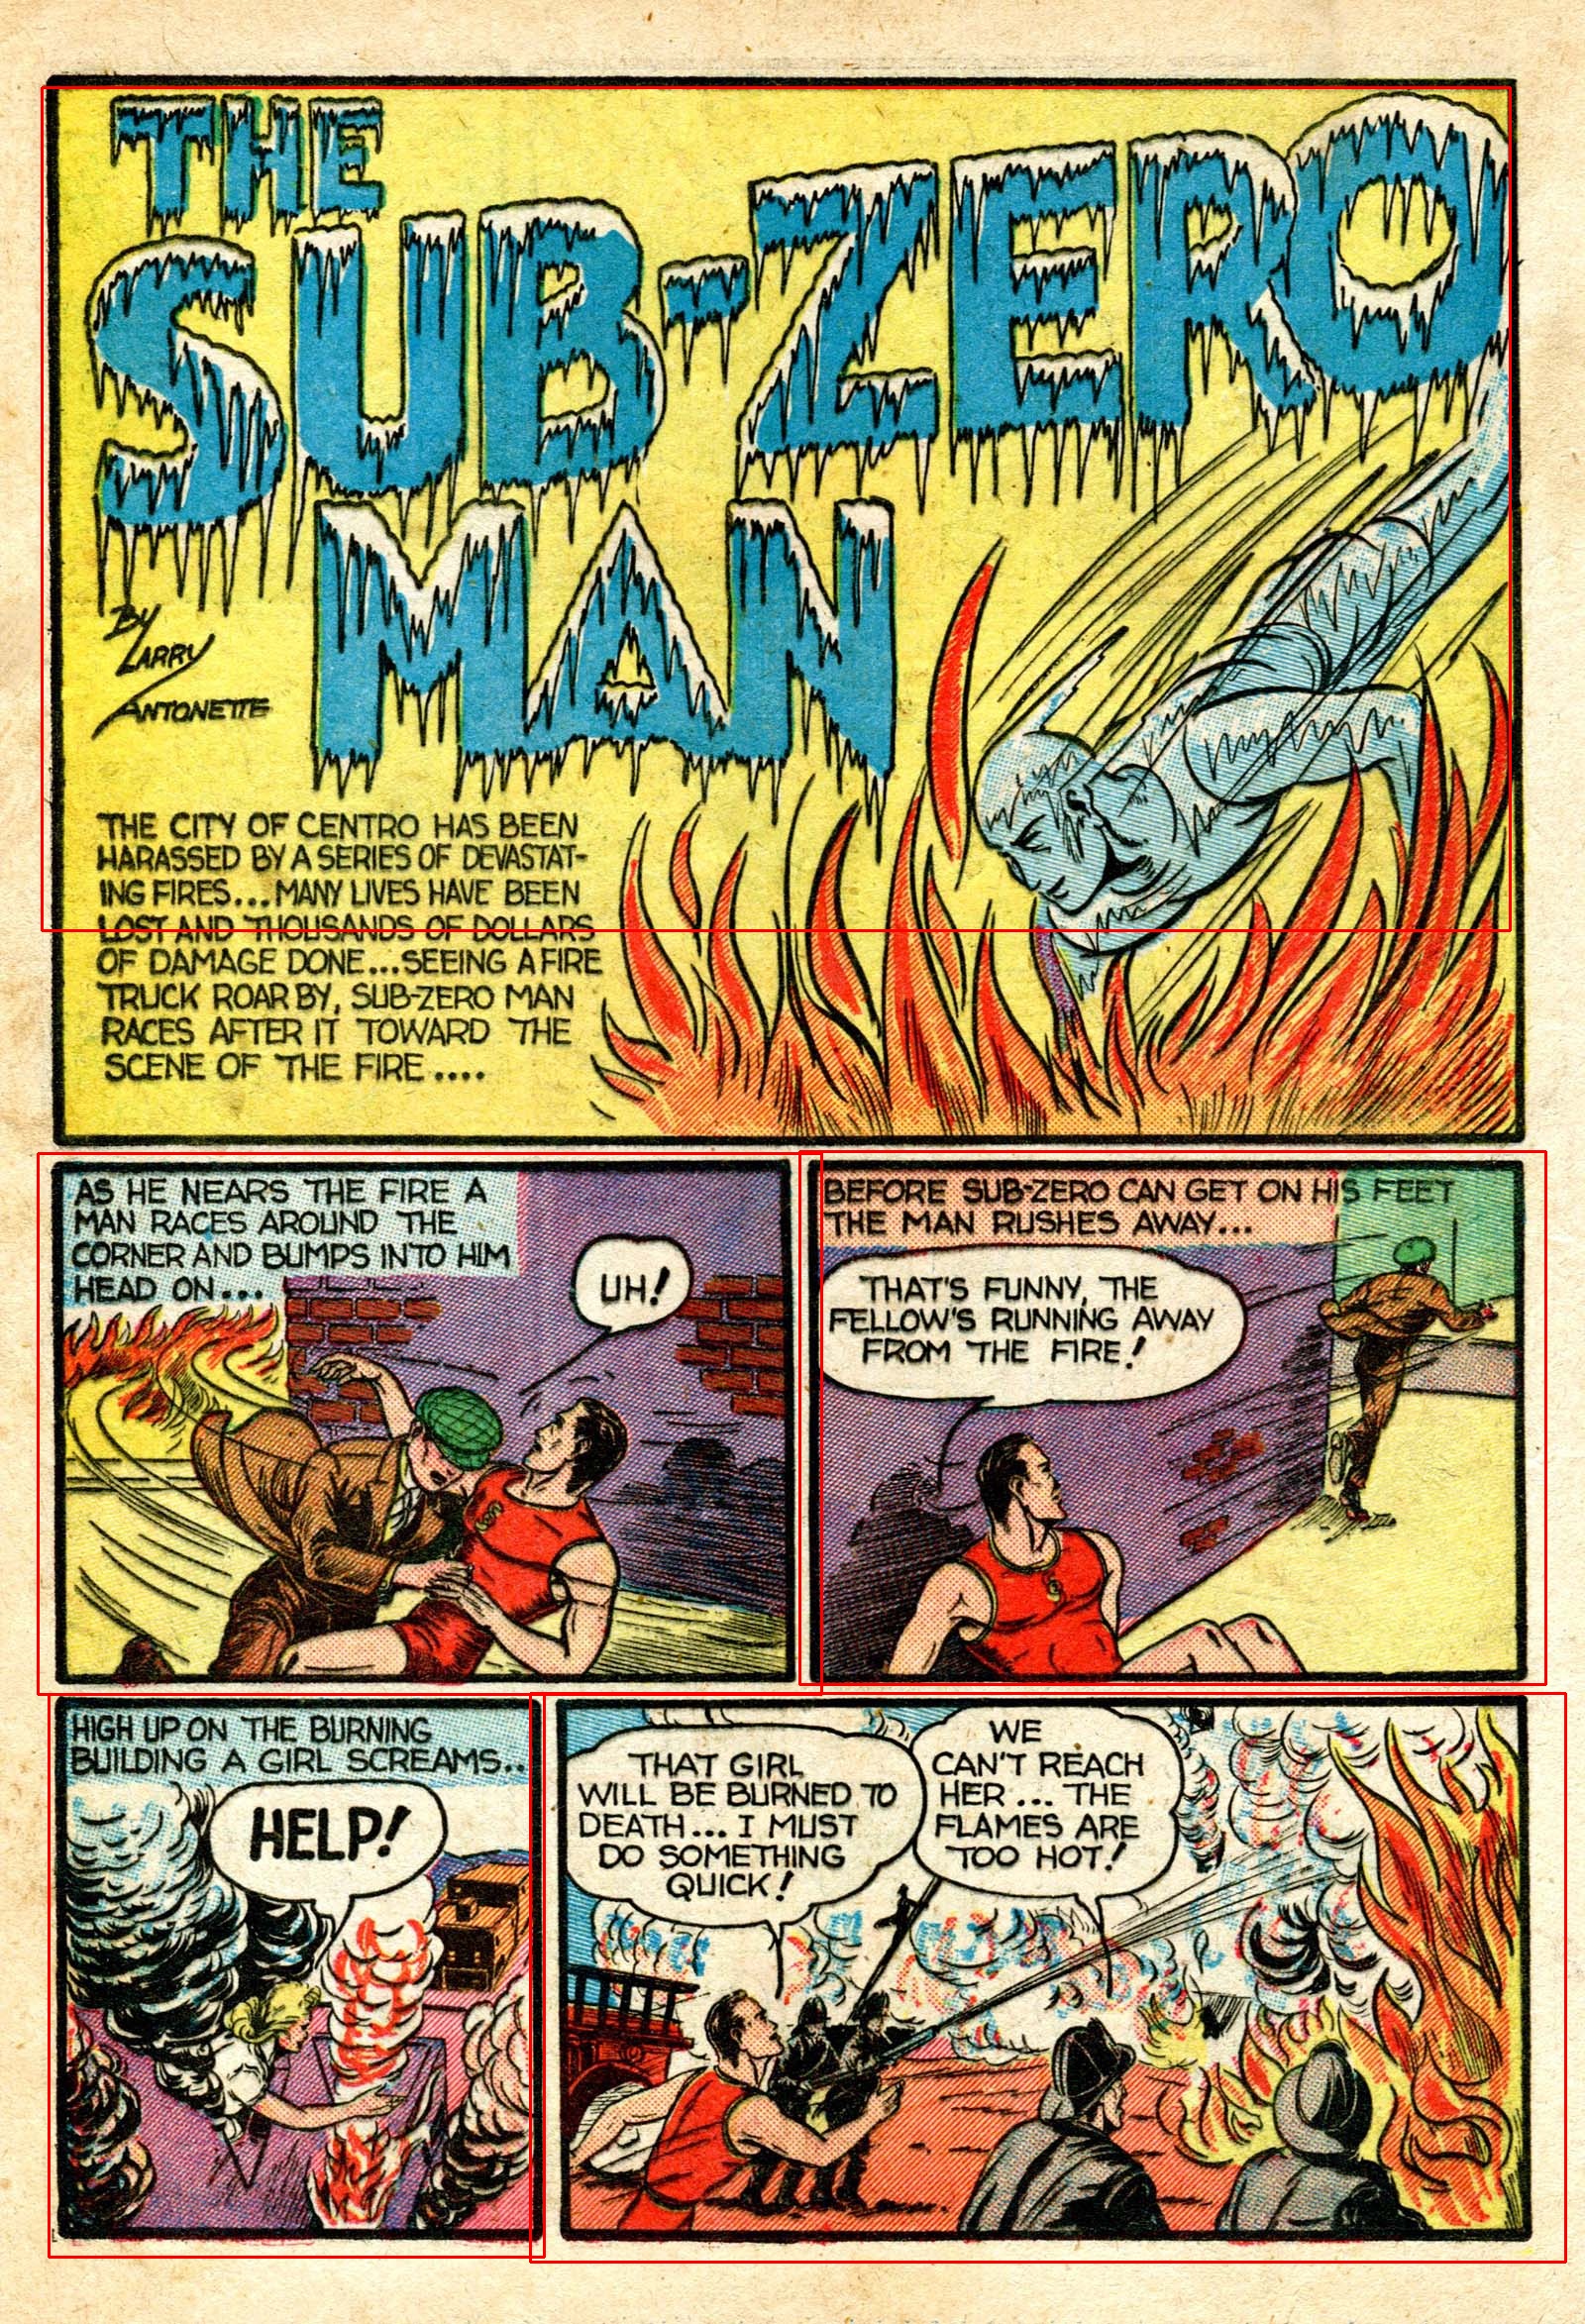 THE
SUB-ZERO
MAN
BY
LARRY
ANTONETTE
THE CITY OF CENTRO HAS BEEN
HARASSED BY A SERIES OF DEVASTAT-
ING FIRES...MANY LIVES HAVE BEEN
LOST AND THOUSANDS OF DOLLARS
OF DAMAGE DONE...SEEING A FIRE
TRUCK ROAR BY, SUB-ZERO MAN
RACES AFTER IT TOWARD THE
SCENE OF THE FIRE....
AS HE NEARS THE FIRE A
MAN RACES AROUND THE
CORNER AND BUMPS INTO HIM
HEAD ON...
UH!
BEFORE SUB-ZERO CAN GET ON HIS FEET
THE MAN RUSHES AWAY...
THAT'S FUNNY, THE
FELLOW'S RUNNING AWAY
FROM THE FIRE!
S
S
HIGH UP ON THE BURNING
BUILDING A GIRL SCREAMS..
HELP!
THAT GIRL
WILL BE BURNED TO
DEATH... I MUST
DO SOMETHING
QUICK!
WE
CAN'T REACH
HER... THE
FLAMES ARE
TOO HOT!